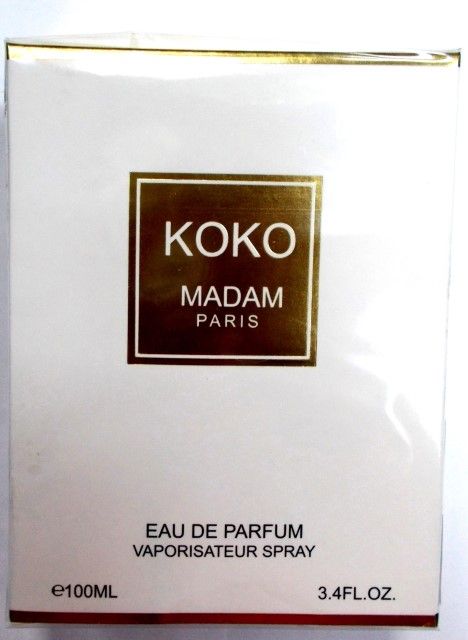 KOKO
MADAM
PARIS
EAU DE PARFUM
VAPORISATEUR SPRAY
℮100ML 3.4FL.OZ.